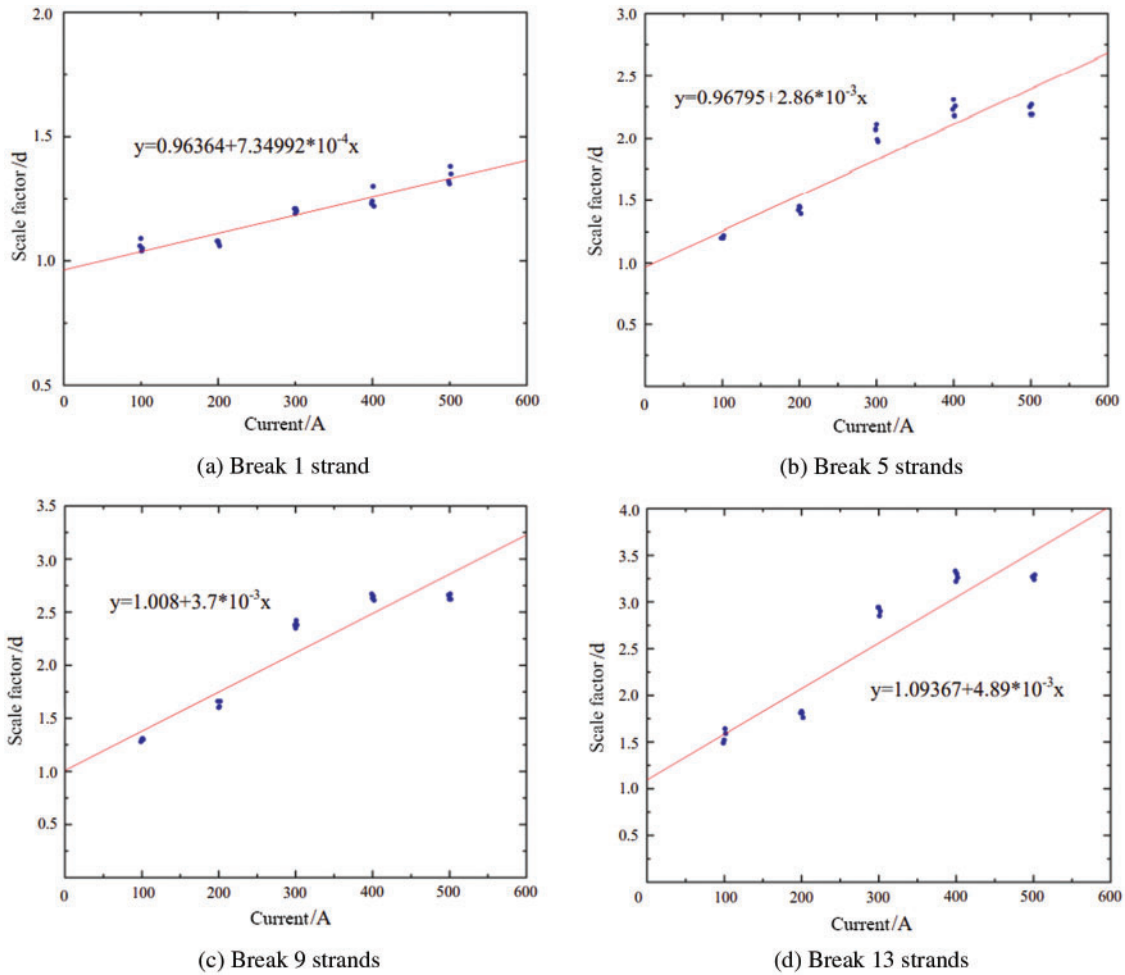 2.0
1.5
1.0
0.5
0 100 200 300 400 500 600
Scale factor/d
Current/A
y=0.96364+7.34992*10⁻⁴x
(a) Break 1 strand
3.0
2.5
2.0
1.5
1.0
0.5
0 100 200 300 400 500 600
Scale factor/d
Current/A
y=0.96795+2.86*10⁻³x
(b) Break 5 strands
3.5
3.0
2.5
2.0
1.5
1.0
0.5
0 100 200 300 400 500 600
Scale factor/d
Current/A
y=1.008+3.7*10⁻³x
(c) Break 9 strands
4.0
3.5
3.0
2.5
2.0
1.5
1.0
0.5
0 100 200 300 400 500 600
Scale factor/d
Current/A
y=1.09367+4.89*10⁻³x
(d) Break 13 strands